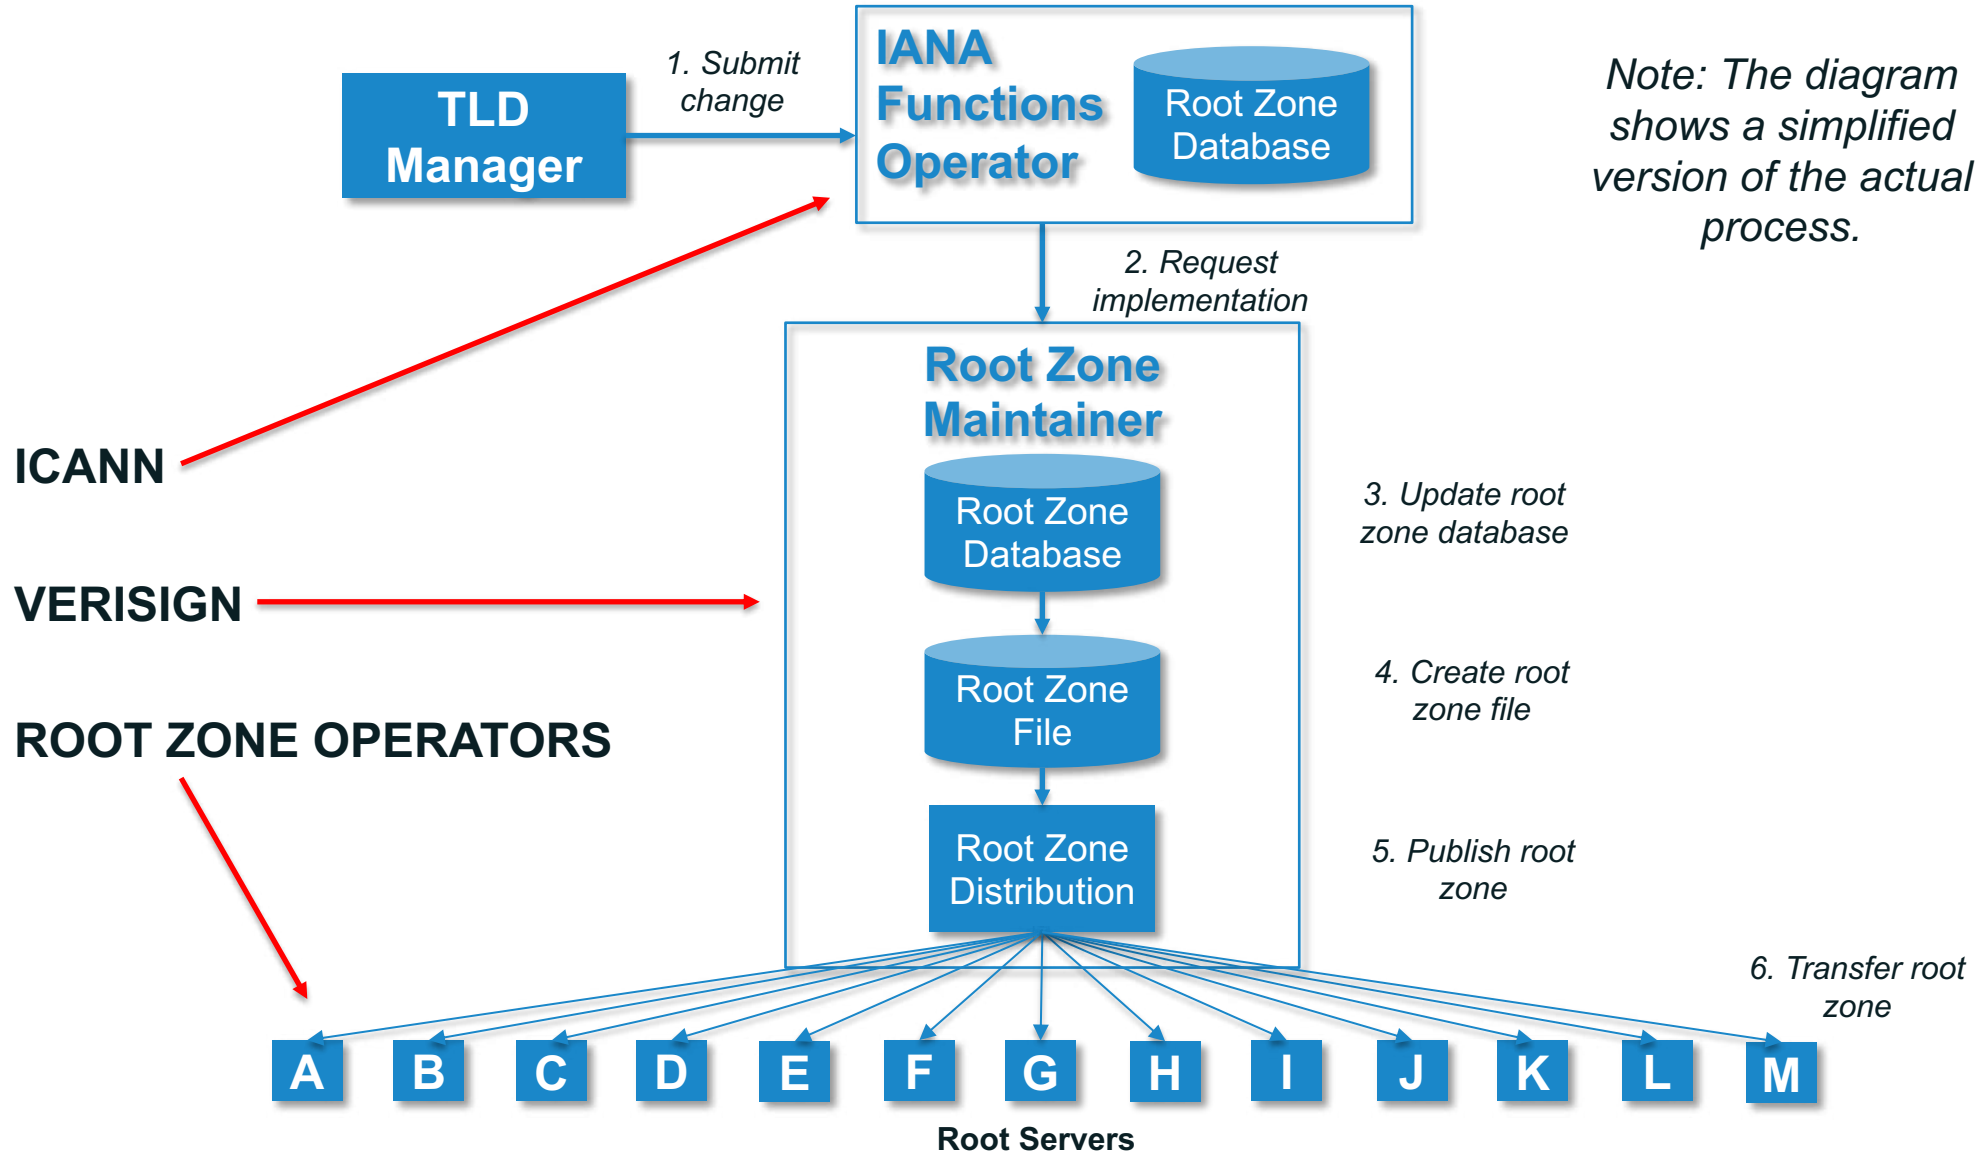 1. Submit
change
TLD
Manager
IANA
Functions
Operator
Root Zone
Database
Note: The diagram
shows a simplified
version of the actual
process.
2. Request
implementation
Root Zone
Maintainer
ICANN
Root Zone
Database
3. Update root
zone database
VERISIGN
Root Zone
File
4. Create root
zone file
ROOT ZONE OPERATORS
Root Zone
Distribution
5. Publish root
zone
6. Transfer root
zone
A B C D E F G H I J K L M
Root Servers